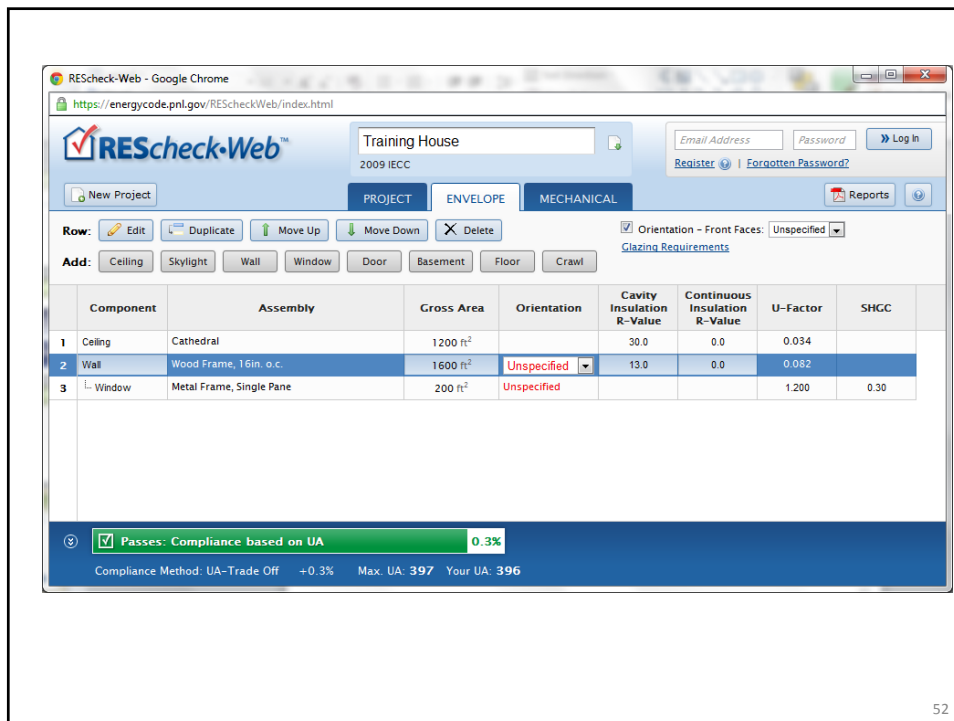 REScheck-Web - Google Chrome
https://energycode.pnl.gov/REScheckWeb/index.html
REScheck•Web™
Training House
2009 IECC
Email Address Password » Log In
Register | Forgotten Password?
New Project
PROJECT ENVELOPE MECHANICAL
Reports
Row: Edit Duplicate Move Up Move Down Delete
Orientation - Front Faces: Unspecified
Glazing Requirements
Add: Ceiling Skylight Wall Window Door Basement Floor Crawl
Component Assembly Gross Area Orientation Cavity Insulation R-Value Continuous Insulation R-Value U-Factor SHGC
1 Ceiling Cathedral 1200 ft² 30.0 0.0 0.034
2 Wall Wood Frame, 16in. o.c. 1600 ft² Unspecified 13.0 0.0 0.082
3 Window Metal Frame, Single Pane 200 ft² Unspecified 1.200 0.30
Passes: Compliance based on UA 0.3%
Compliance Method: UA-Trade Off +0.3% Max. UA: 397 Your UA: 396
52